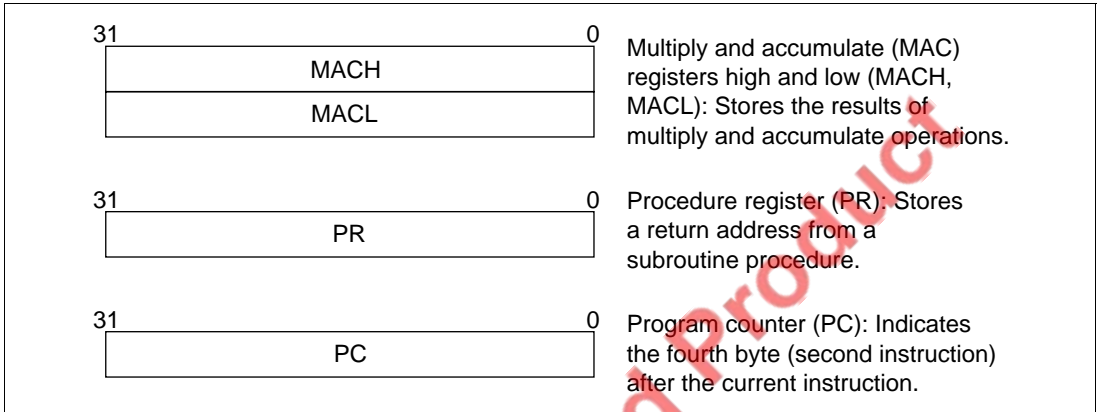 31 0
MACH
MACL
Multiply and accumulate (MAC)
registers high and low (MACH,
MACL): Stores the results of
multiply and accumulate operations.
31 0
PR
Procedure register (PR): Stores
a return address from a
subroutine procedure.
31 0
PC
Program counter (PC): Indicates
the fourth byte (second instruction)
after the current instruction.
Product